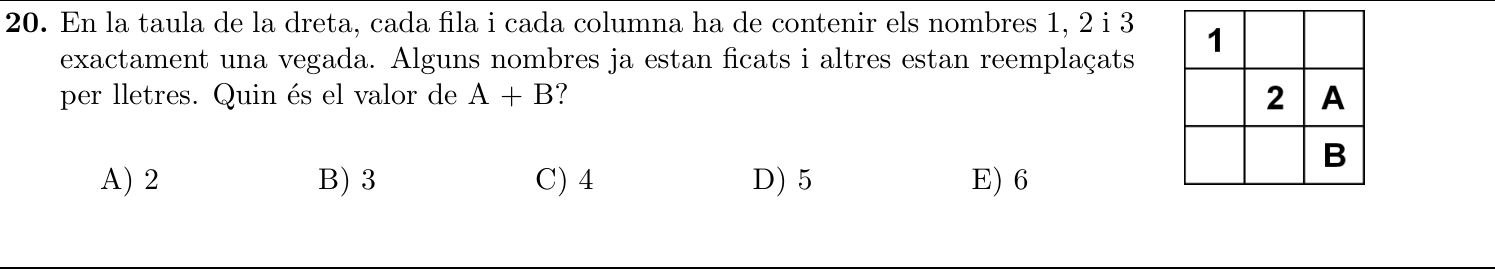 20. En la taula de la dreta, cada fila i cada columna ha de contenir els nombres 1, 2 i 3
exactament una vegada. Alguns nombres ja estan ficats i altres estan reemplaçats
per lletres. Quin és el valor de A + B?
A) 2 B) 3 C) 4 D) 5 E) 6
1
2 A
B